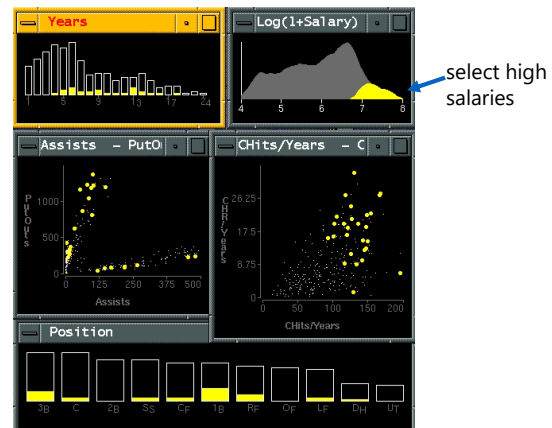 Years
1 5 9 13 17 24
Log(1+Salary)
4 5 6 7 8
select high
salaries
Assists - PutO
PutOuts
1000
500
0
0 125 250 375 500
Assists
CHits/Years - C
CHR/Years
26.25
17.5
8.75
0
0 50 100 150 200
CHits/Years
Position
3B C 2B SS CF 1B RF OF LF DH UT